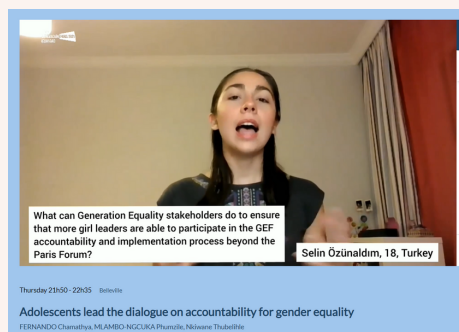 What can Generation Equality stakeholders do to ensure
that more girl leaders are able to participate in the GEF
accountability and implementation process beyond the
Paris Forum?
Selin Özünaldım, 18, Turkey
Thursday 21h50 - 22h35 Belleville
Adolescents lead the dialogue on accountability for gender equality
FERNANDO Chamathya, MLAMBO-NGCUKA Phumzile, Nkiwane Thubelihle